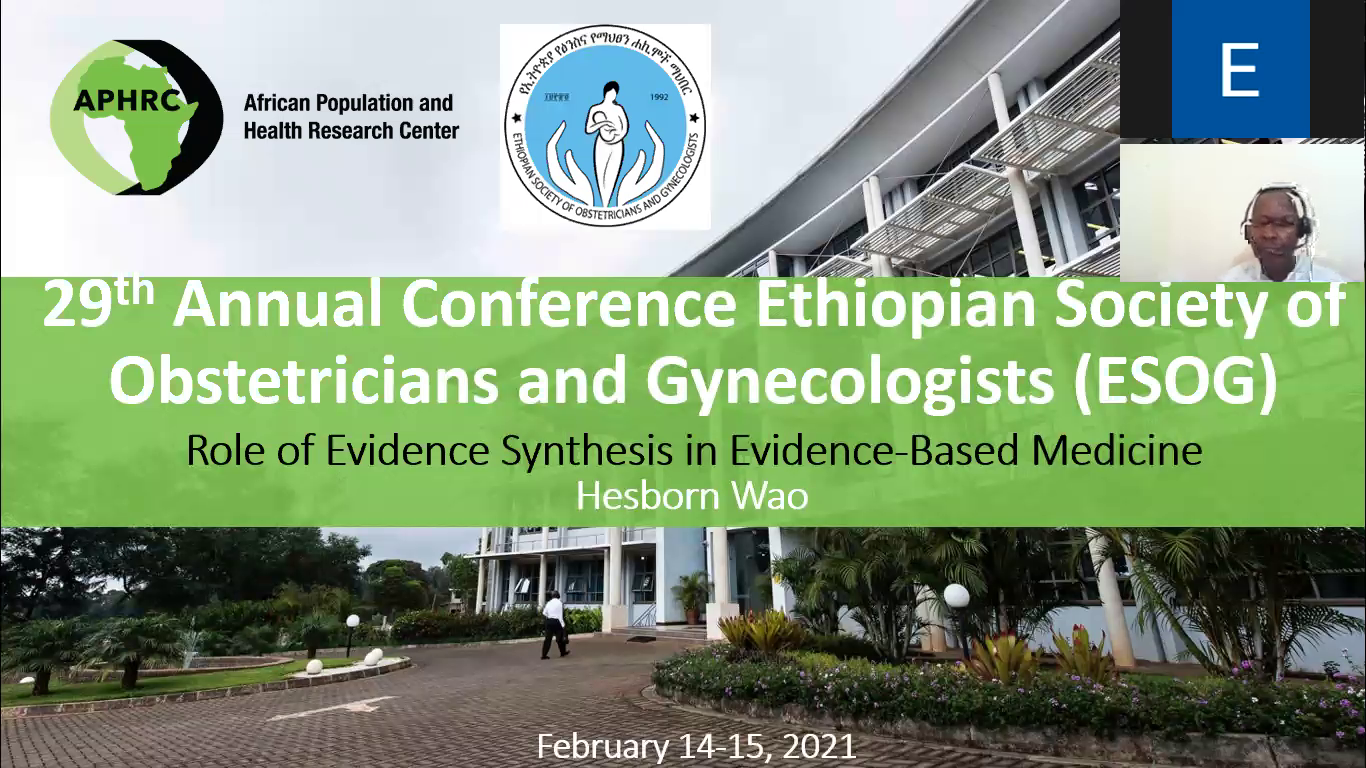 APHRC
African Population and
Health Research Center
የኢትዮጵያ የፅንስና የማህፀን ሐኪሞች ማህበር
1992
ETHIOPIAN SOCIETY OF OBSTETRICIANS AND GYNECOLOGISTS
E
29th Annual Conference Ethiopian Society of
Obstetricians and Gynecologists (ESOG)
Role of Evidence Synthesis in Evidence-Based Medicine
Hesborn Wao
February 14-15, 2021